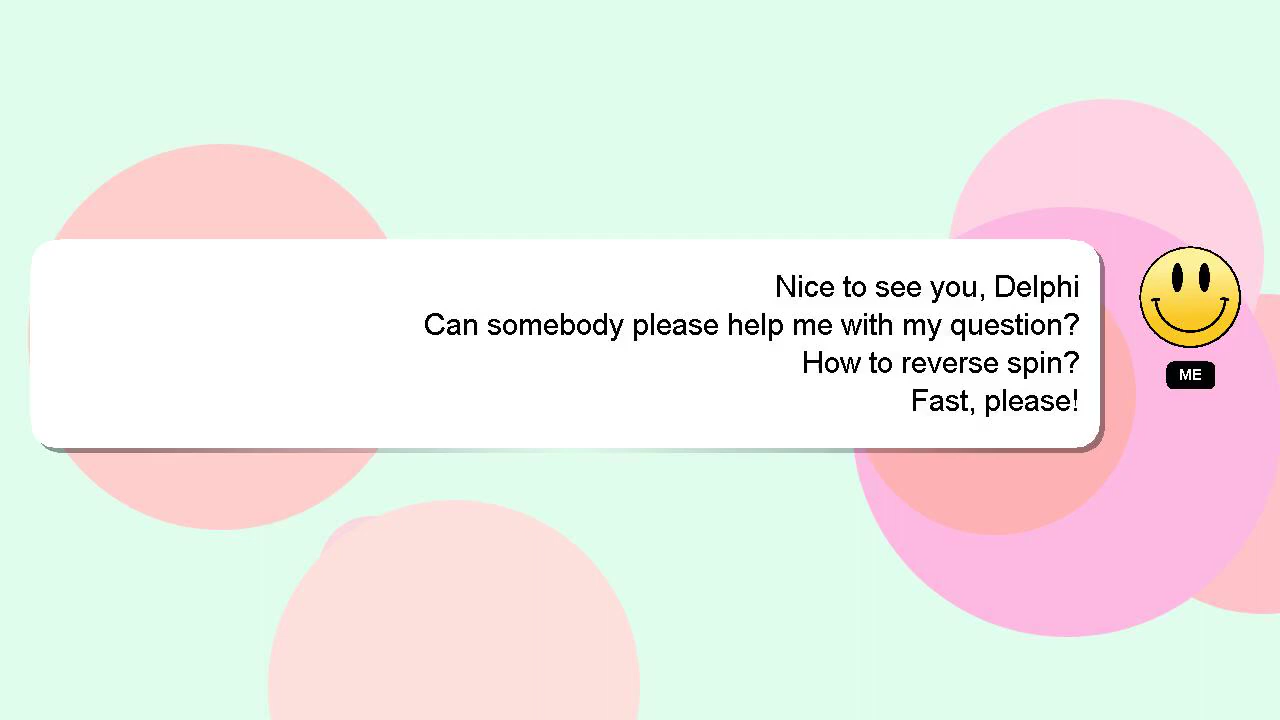 Nice to see you, Delphi
Can somebody please help me with my question?
How to reverse spin?
Fast, please!
ME